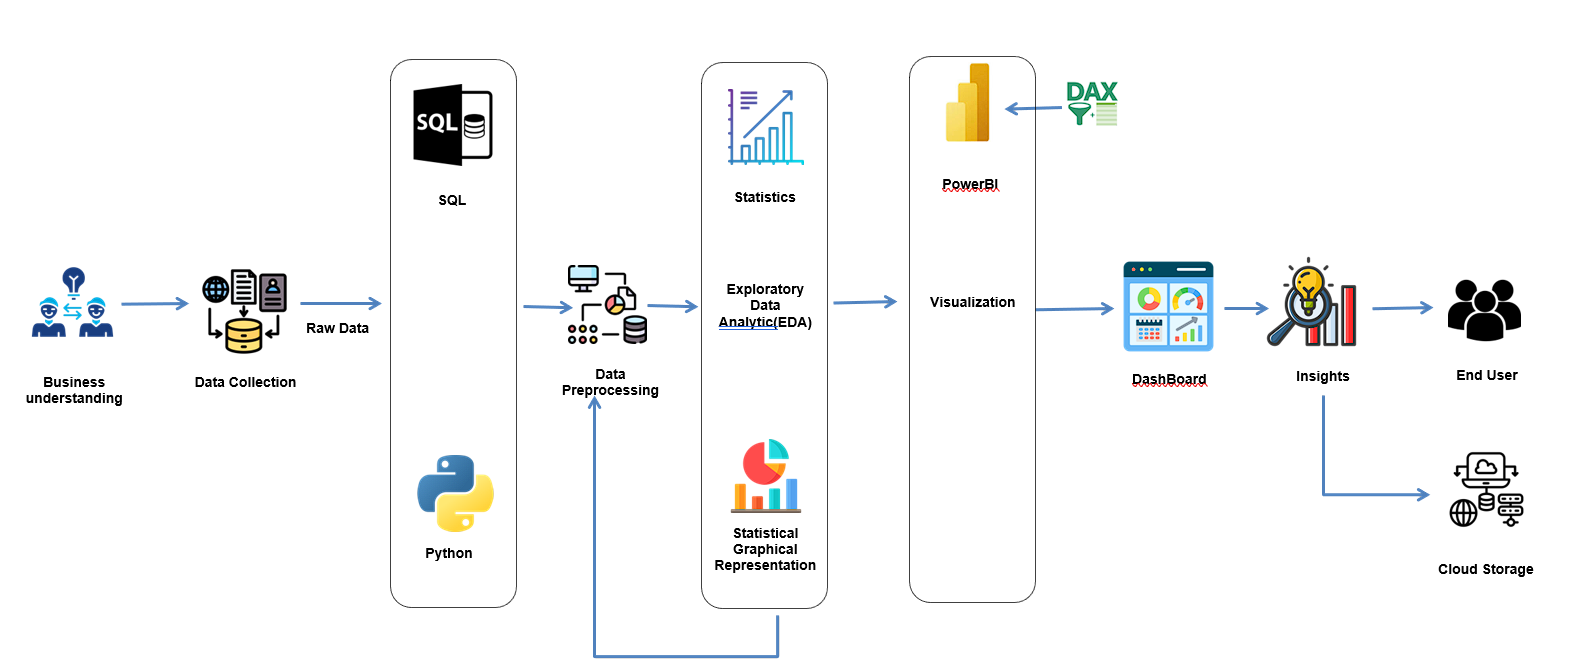 SQL
SQL
Python
Statistics
Exploratory
Data
Analytic(EDA)
Statistical
Graphical
Representation
DAX
PowerBI
Visualization
Business
understanding
Data Collection
Raw Data
Data
Preprocessing
DashBoard
Insights
End User
Cloud Storage